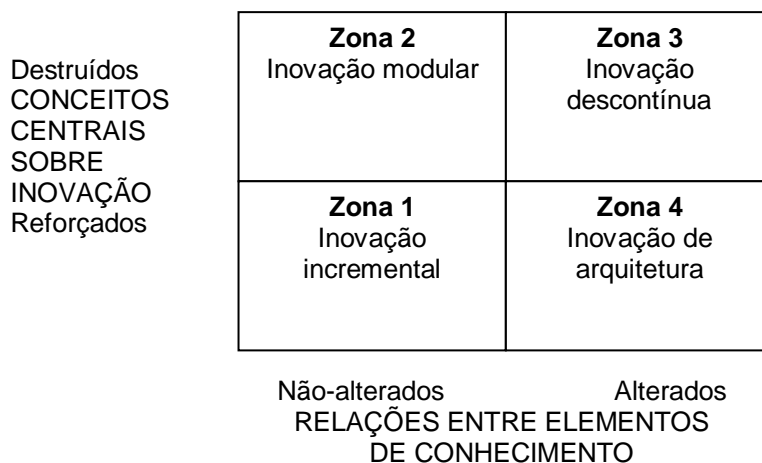 Destruídos
CONCEITOS
CENTRAIS
SOBRE
INOVAÇÃO
Reforçados
Zona 2
Inovação modular
Zona 3
Inovação
descontínua
Zona 1
Inovação
incremental
Zona 4
Inovação de
arquitetura
Não-alterados Alterados
RELAÇÕES ENTRE ELEMENTOS
DE CONHECIMENTO